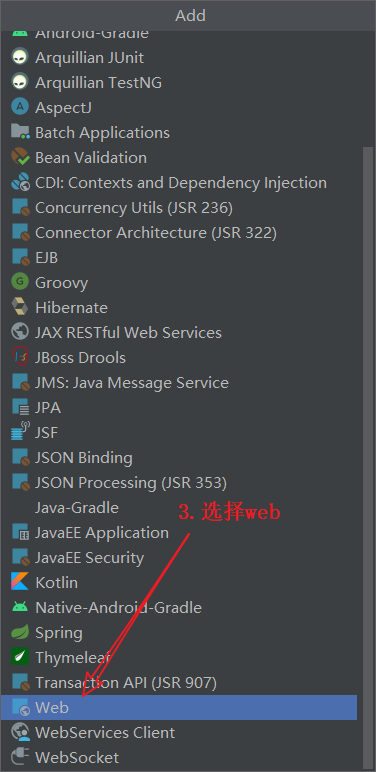 Add
Android-Gradle
Arquillian JUnit
Arquillian TestNG
AspectJ
Batch Applications
Bean Validation
CDI: Contexts and Dependency Injection
Concurrency Utils (JSR 236)
Connector Architecture (JSR 322)
EJB
Groovy
Hibernate
JAX RESTful Web Services
JBoss Drools
JMS: Java Message Service
JPA
JSF
JSON Binding
JSON Processing (JSR 353)
Java-Gradle
3. 选择web
JavaEE Application
JavaEE Security
Kotlin
Native-Android-Gradle
Spring
Thymeleaf
Transaction API (JSR 907)
Web
WebServices Client
WebSocket